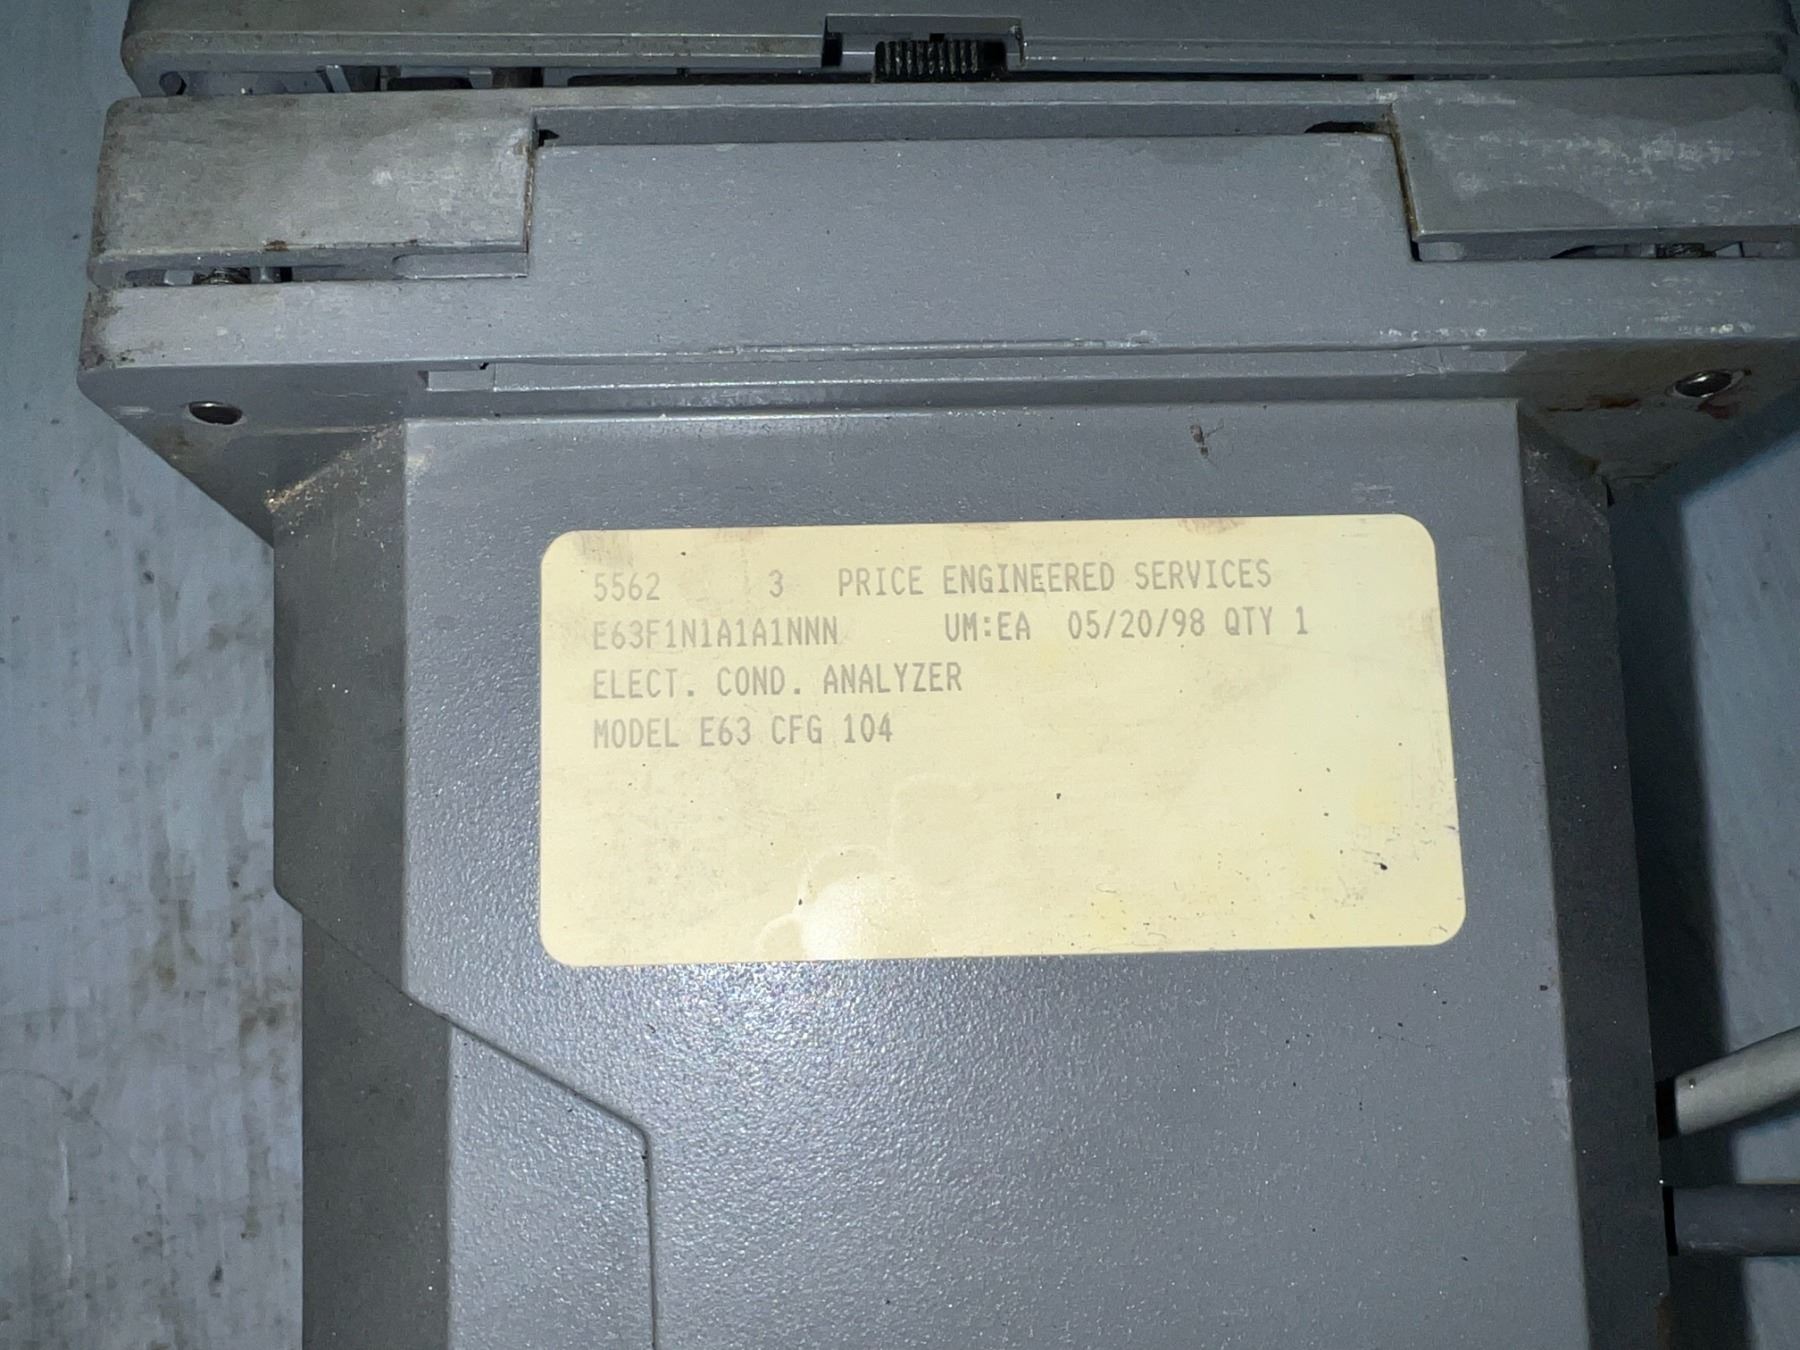 5562 3 PRICE ENGINEERED SERVICES
E63F1N1A1A1NNN UM:EA 05/20/98 QTY 1
ELECT. COND. ANALYZER
MODEL E63 CFG 104